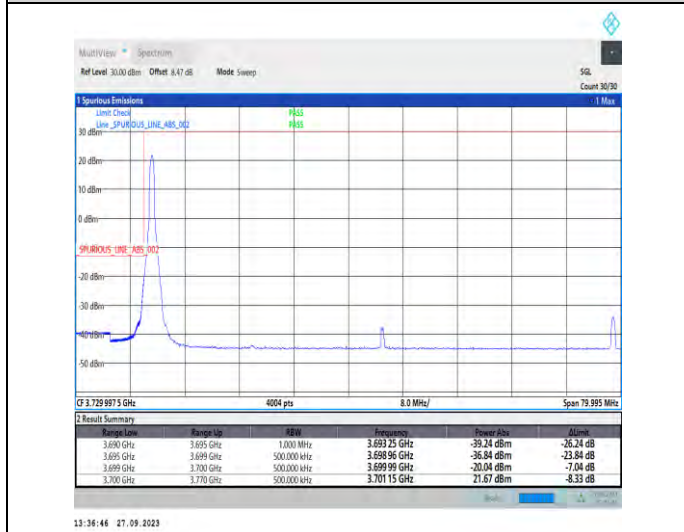 MultiView Spectrum
Ref Level 30.00 dBm Offset 8.47 dB Mode Sweep SGL
Count 30/30
1 Spurious Emissions 1 Max
Limit Check PASS
Line _SPURIOUS_LINE_ABS_002 PASS
30 dBm
20 dBm
10 dBm
0 dBm
_SPURIOUS_LINE_ABS_002
-20 dBm
-30 dBm
-40 dBm
-50 dBm
CF 3.729 997 5 GHz 4004 pts 8.0 MHz/ Span 79.995 MHz
2 Result Summary
Range Low Range Up RBW Frequency Power Abs ΔLimit
3.690 GHz 3.695 GHz 1.000 MHz 3.693 25 GHz -39.24 dBm -26.24 dB
3.695 GHz 3.699 GHz 500.000 kHz 3.698 96 GHz -36.84 dBm -23.84 dB
3.699 GHz 3.700 GHz 500.000 kHz 3.699 99 GHz -20.04 dBm -7.04 dB
3.700 GHz 3.770 GHz 500.000 kHz 3.701 15 GHz 21.67 dBm -8.33 dB
13:36:46 27.09.2023